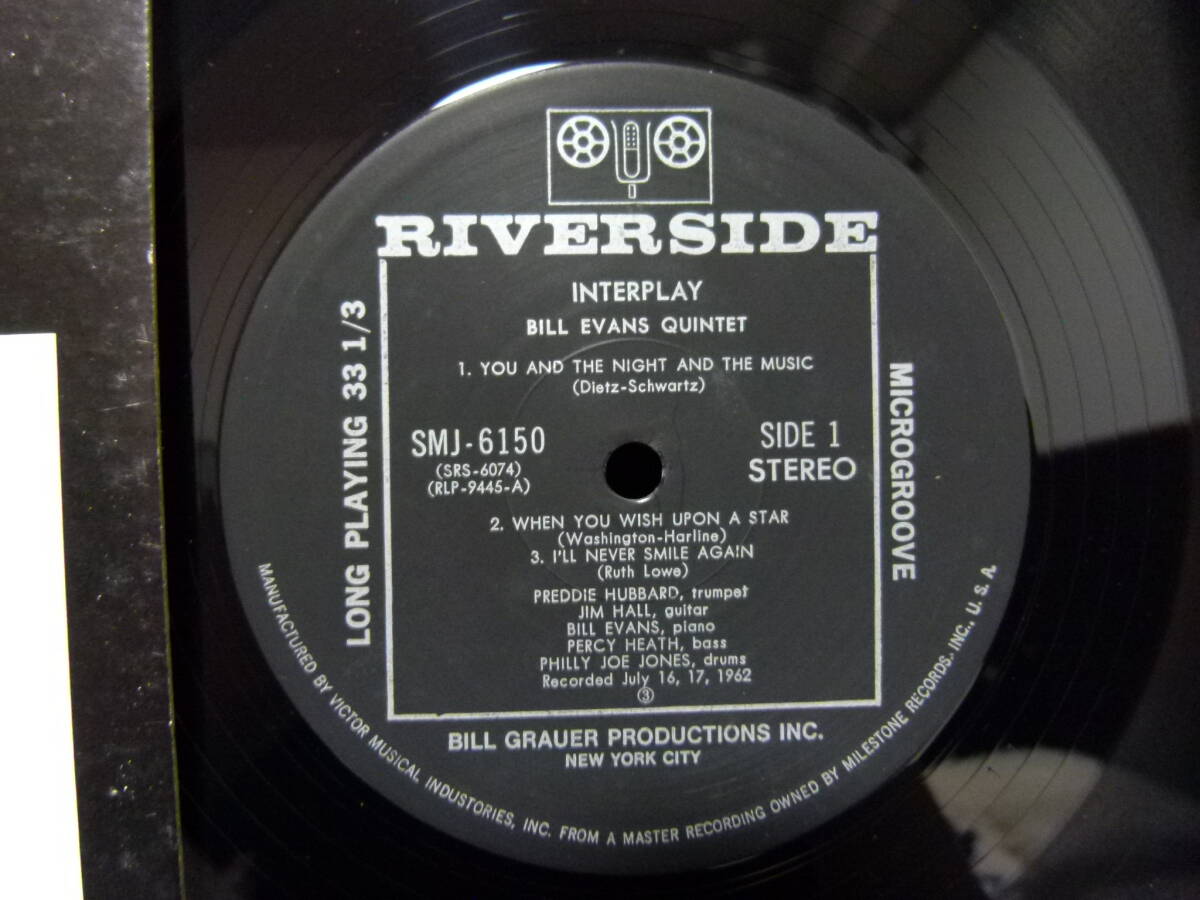 RIVERSIDE
INTERPLAY
BILL EVANS QUINTET
1. YOU AND THE NIGHT AND THE MUSIC
(Dietz-Schwartz)
SMJ-6150
(SRS-6074)
(RLP-9445-A)
SIDE 1
STEREO
2. WHEN YOU WISH UPON A STAR
(Washington-Harline)
3. I'LL NEVER SMILE AGAIN
(Ruth Lowe)
PREDDIE HUBBARD, trumpet
JIM HALL, guitar
BILL EVANS, piano
PERCY HEATH, bass
PHILLY JOE JONES, drums
Recorded July 16, 17, 1962
③
LONG PLAYING 33 1/3
MICROGROOVE
BILL GRAUER PRODUCTIONS INC.
NEW YORK CITY
MANUFACTURED BY VICTOR MUSICAL INDUSTORIES, INC. FROM A MASTER RECORDING OWNED BY MILESTONE RECORDS, INC., U. S. A.